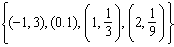 {(-1, 3), (0.1), (1, 1/3), (2, 1/9)}